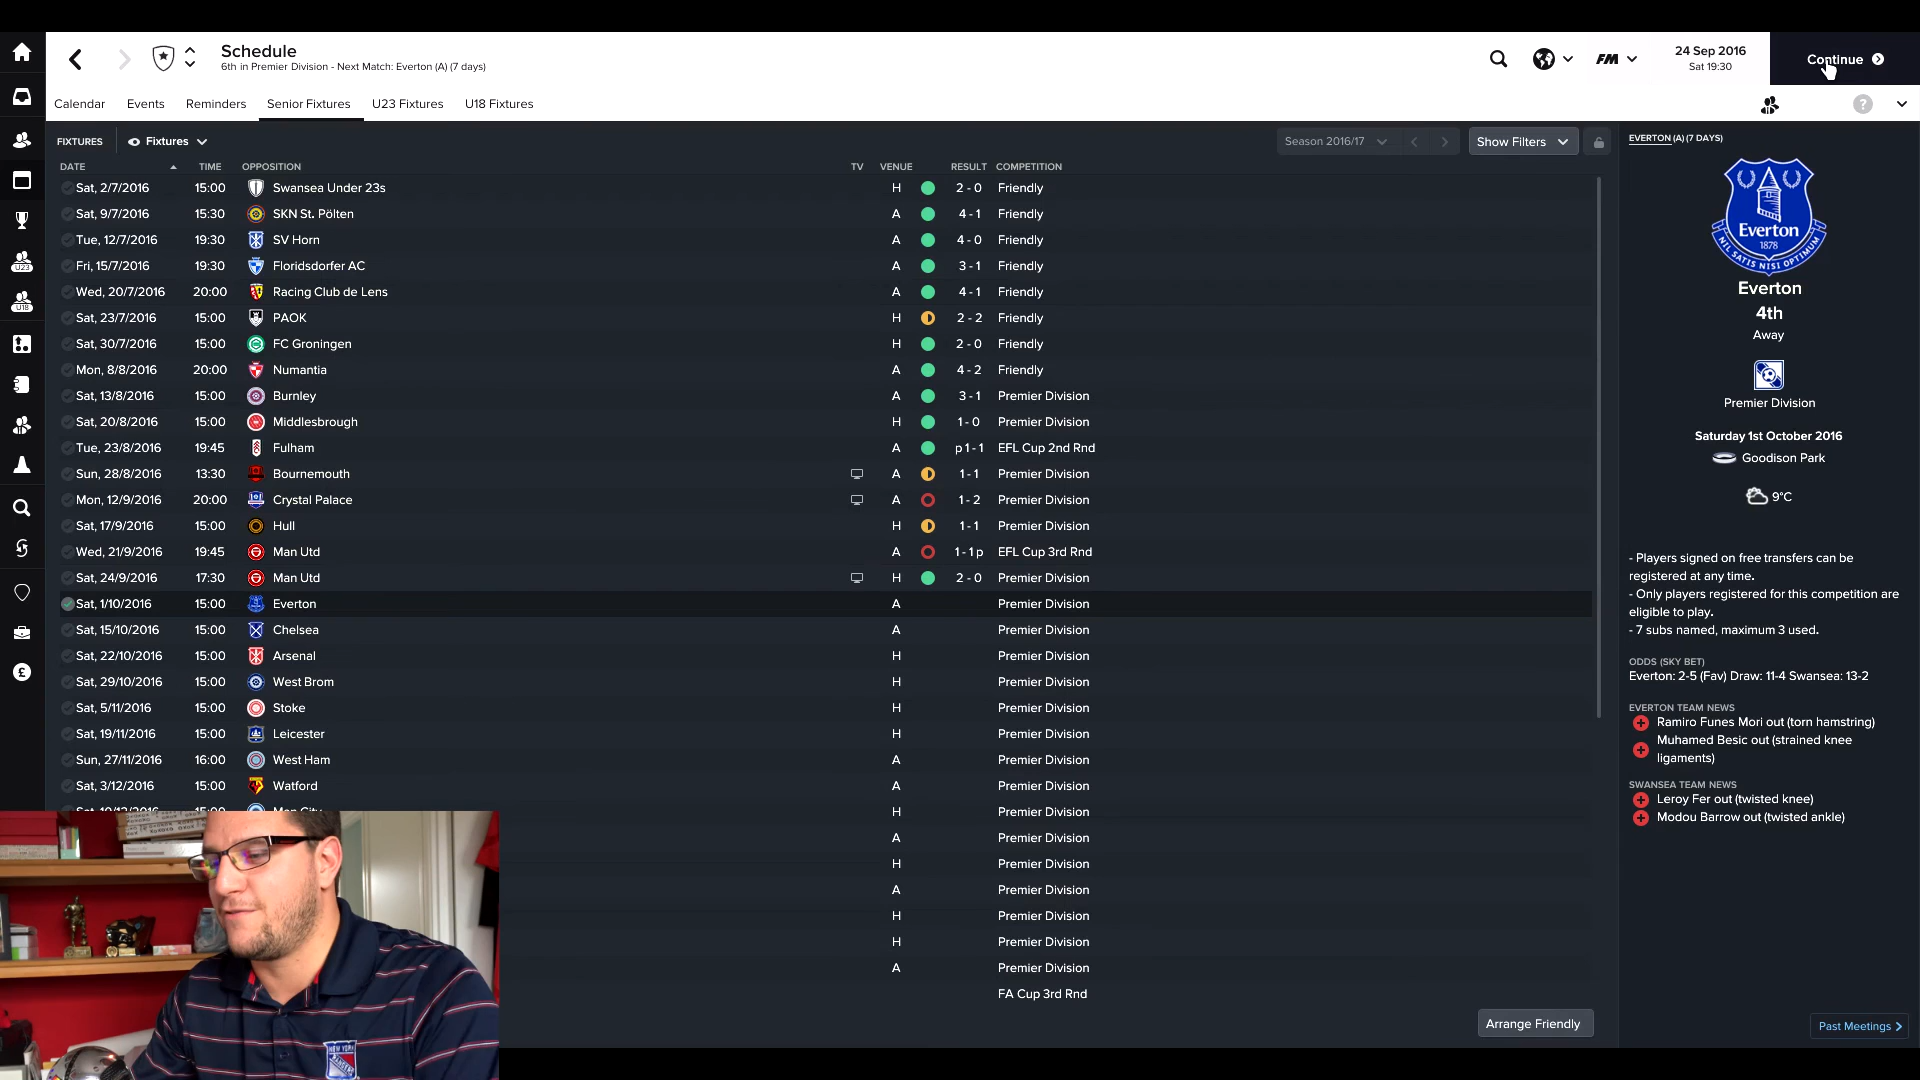 Schedule
6th in Premier Division - Next Match: Everton (A) (7 days)
FM
24 Sep 2016
Sat 19:30
Continue
Calendar Events Reminders Senior Fixtures U23 Fixtures U18 Fixtures
?
FIXTURES Fixtures Season 2016/17 Show Filters
DATE TIME OPPOSITION TV VENUE RESULT COMPETITION
Sat, 2/7/2016 15:00 Swansea Under 23s H 2 - 0 Friendly
Sat, 9/7/2016 15:30 SKN St. Pölten A 4 - 1 Friendly
Tue, 12/7/2016 19:30 SV Horn A 4 - 0 Friendly
Fri, 15/7/2016 19:30 Floridsdorfer AC A 3 - 1 Friendly
Wed, 20/7/2016 20:00 Racing Club de Lens A 4 - 1 Friendly
Sat, 23/7/2016 15:00 PAOK H 2 - 2 Friendly
Sat, 30/7/2016 15:00 FC Groningen H 2 - 0 Friendly
Mon, 8/8/2016 20:00 Numantia A 4 - 2 Friendly
Sat, 13/8/2016 15:00 Burnley A 3 - 1 Premier Division
Sat, 20/8/2016 15:00 Middlesbrough H 1 - 0 Premier Division
Tue, 23/8/2016 19:45 Fulham A p 1 - 1 EFL Cup 2nd Rnd
Sun, 28/8/2016 13:30 Bournemouth A 1 - 1 Premier Division
Mon, 12/9/2016 20:00 Crystal Palace A 1 - 2 Premier Division
Sat, 17/9/2016 15:00 Hull H 1 - 1 Premier Division
Wed, 21/9/2016 19:45 Man Utd A 1 - 1 p EFL Cup 3rd Rnd
Sat, 24/9/2016 17:30 Man Utd H 2 - 0 Premier Division
Sat, 1/10/2016 15:00 Everton A Premier Division
Sat, 15/10/2016 15:00 Chelsea A Premier Division
Sat, 22/10/2016 15:00 Arsenal H Premier Division
Sat, 29/10/2016 15:00 West Brom H Premier Division
Sat, 5/11/2016 15:00 Stoke H Premier Division
Sat, 19/11/2016 15:00 Leicester H Premier Division
Sun, 27/11/2016 16:00 West Ham A Premier Division
Sat, 3/12/2016 15:00 Watford A Premier Division
Sat, 10/12/2016 15:00 Man City H Premier Division
A Premier Division
H Premier Division
A Premier Division
H Premier Division
H Premier Division
A Premier Division
FA Cup 3rd Rnd
Arrange Friendly
EVERTON (A) (7 DAYS)
Everton
1878
NIL SATIS NISI OPTIMUM
Everton
4th
Away
Premier Division
Saturday 1st October 2016
Goodison Park
9°C
- Players signed on free transfers can be
registered at any time.
- Only players registered for this competition are
eligible to play.
- 7 subs named, maximum 3 used.
ODDS (SKY BET)
Everton: 2-5 (Fav) Draw: 11-4 Swansea: 13-2
EVERTON TEAM NEWS
Ramiro Funes Mori out (torn hamstring)
Muhamed Besic out (strained knee
ligaments)
SWANSEA TEAM NEWS
Leroy Fer out (twisted knee)
Modou Barrow out (twisted ankle)
Past Meetings
U23
U18
£
NEW YORK
RANGERS